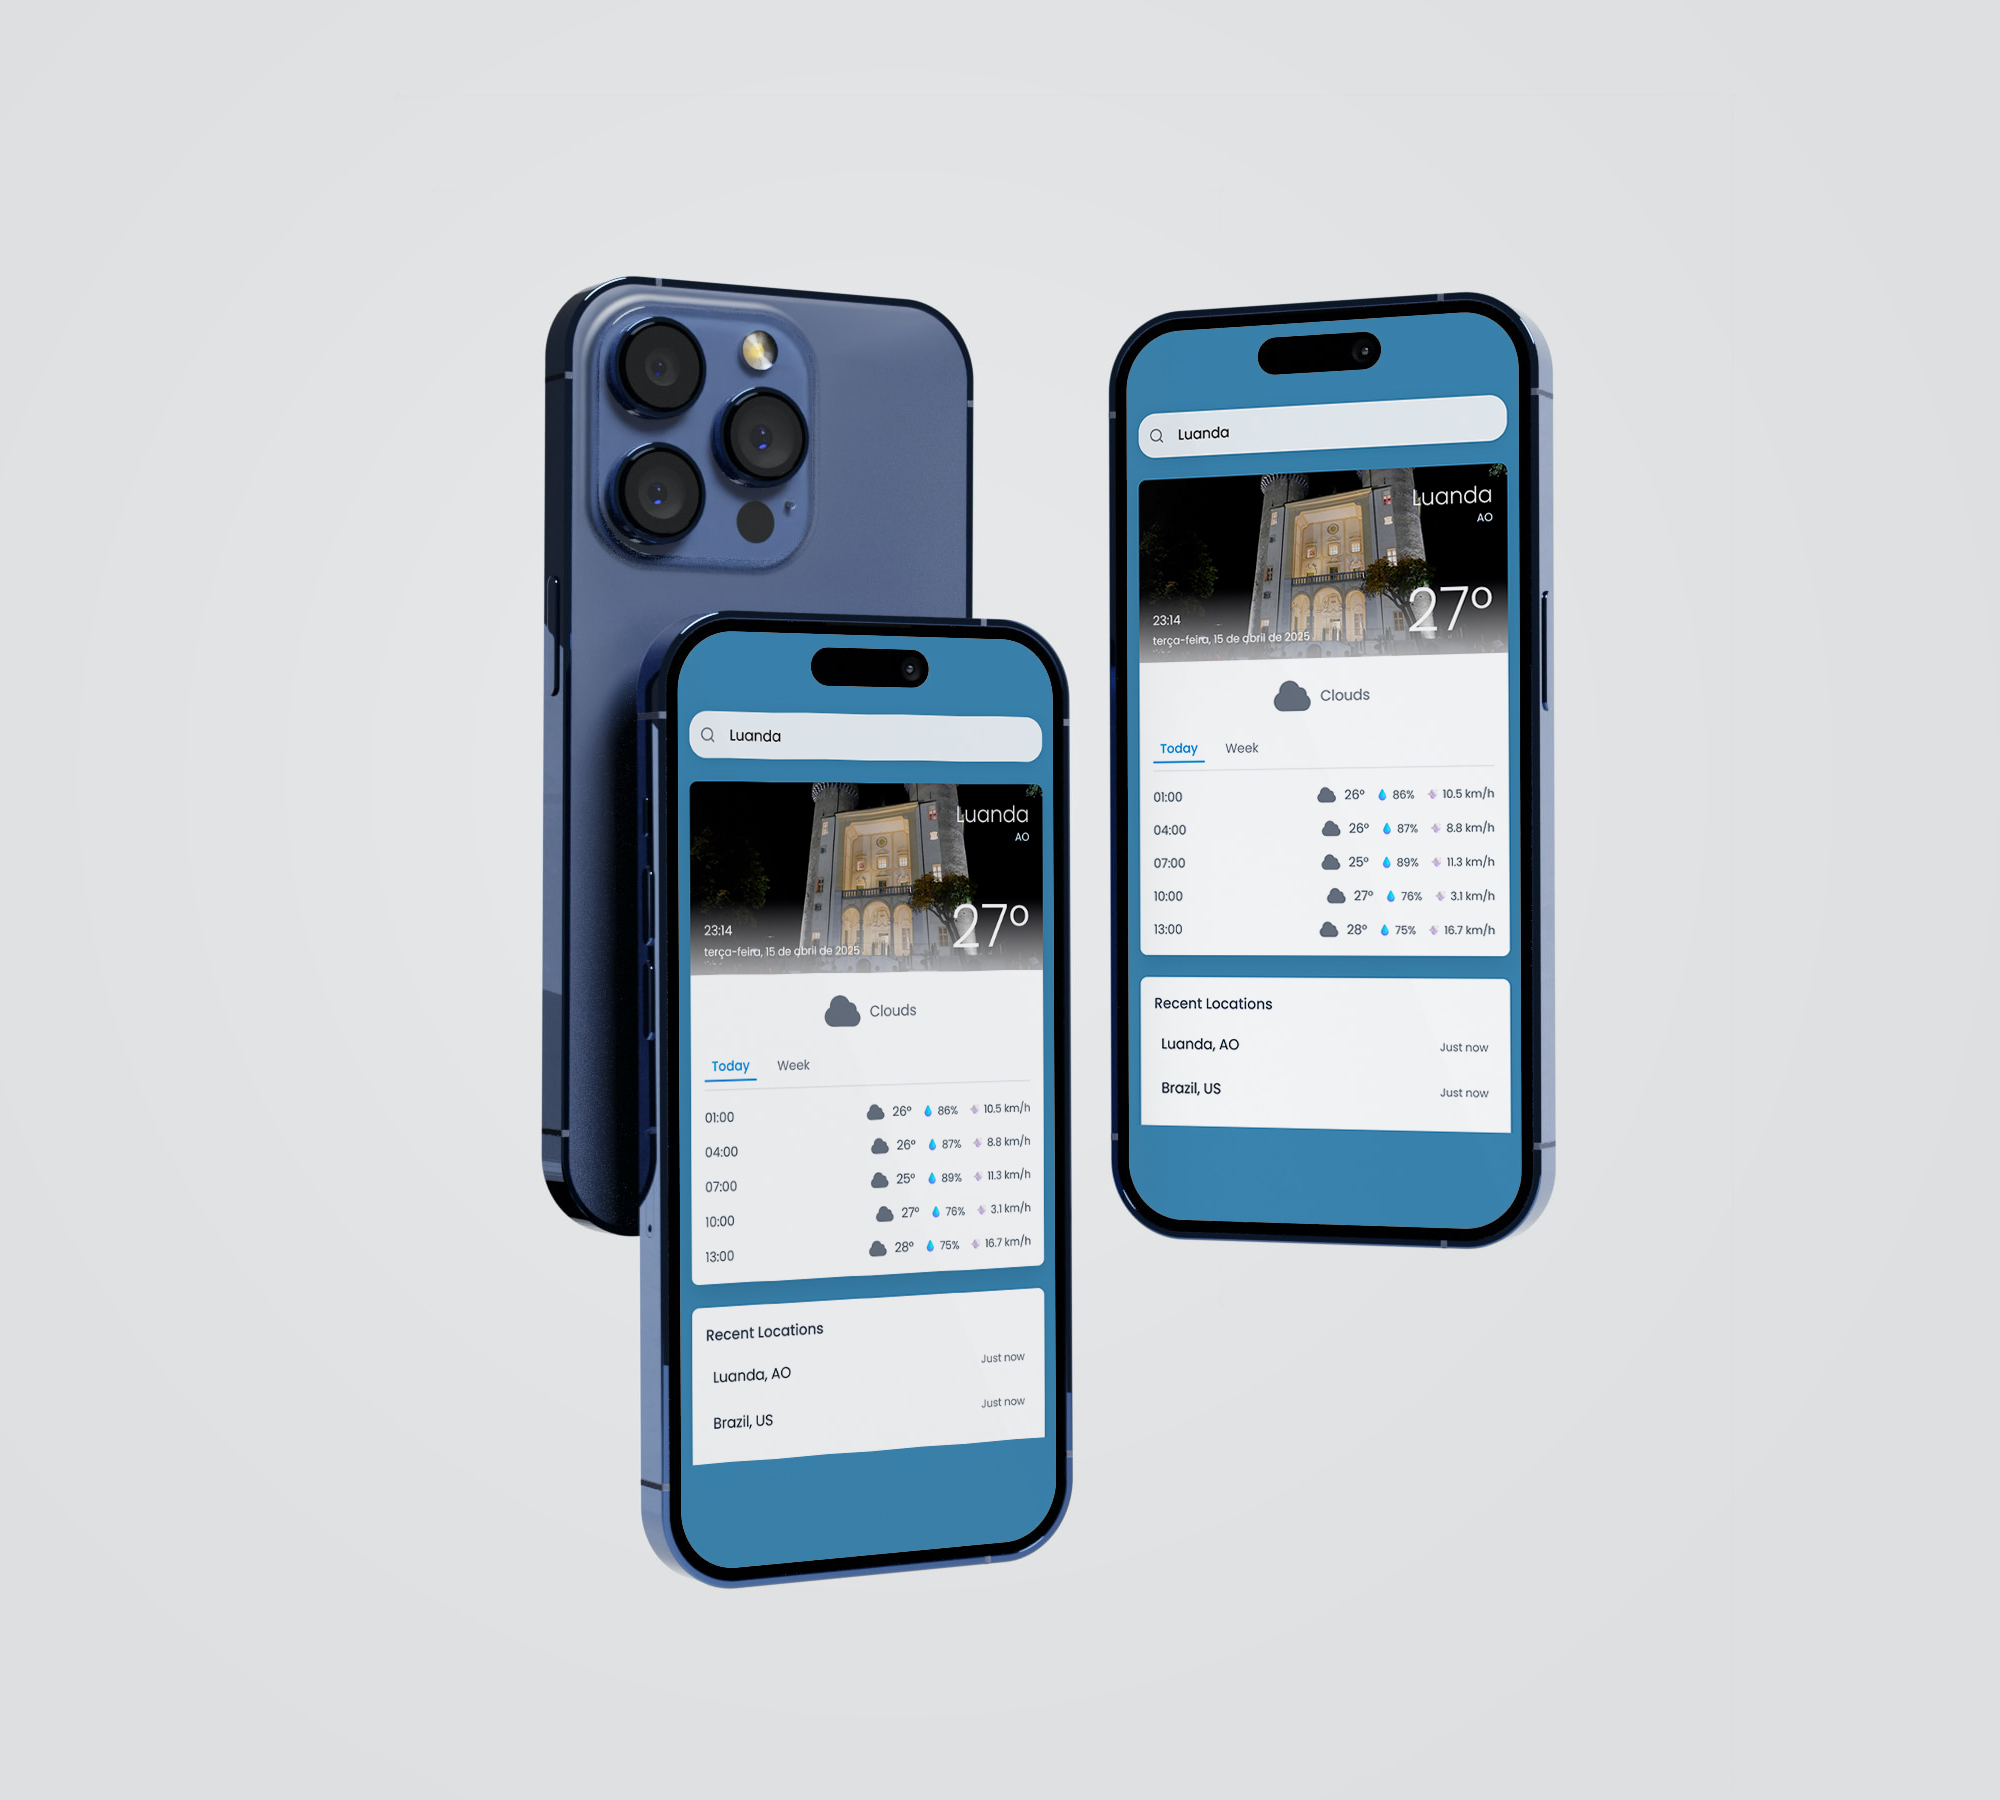 Luanda
Luanda
AO
27º
23:14
terça-feira, 15 de abril de 2025
Clouds
Today Week
01:00 26º 86% 10.5 km/h
04:00 26º 87% 8.8 km/h
07:00 25º 89% 11.3 km/h
10:00 27º 76% 3.1 km/h
13:00 28º 75% 16.7 km/h
Recent Locations
Luanda, AO Just now
Brazil, US Just now
Luanda
Luanda
AO
27º
23:14
terça-feira, 15 de abril de 2025
Clouds
Today Week
01:00 26º 86% 10.5 km/h
04:00 26º 87% 8.8 km/h
07:00 25º 89% 11.3 km/h
10:00 27º 76% 3.1 km/h
13:00 28º 75% 16.7 km/h
Recent Locations
Luanda, AO Just now
Brazil, US Just now